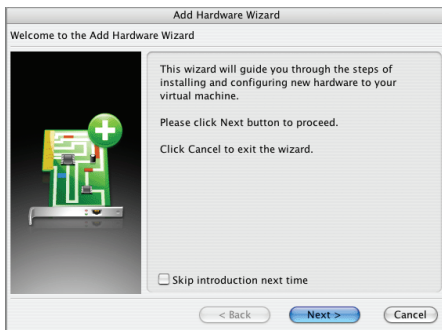 Add Hardware Wizard
Welcome to the Add Hardware Wizard
This wizard will guide you through the steps of
installing and configuring new hardware to your
virtual machine.
Please click Next button to proceed.
Click Cancel to exit the wizard.
Skip introduction next time
< Back Next > Cancel